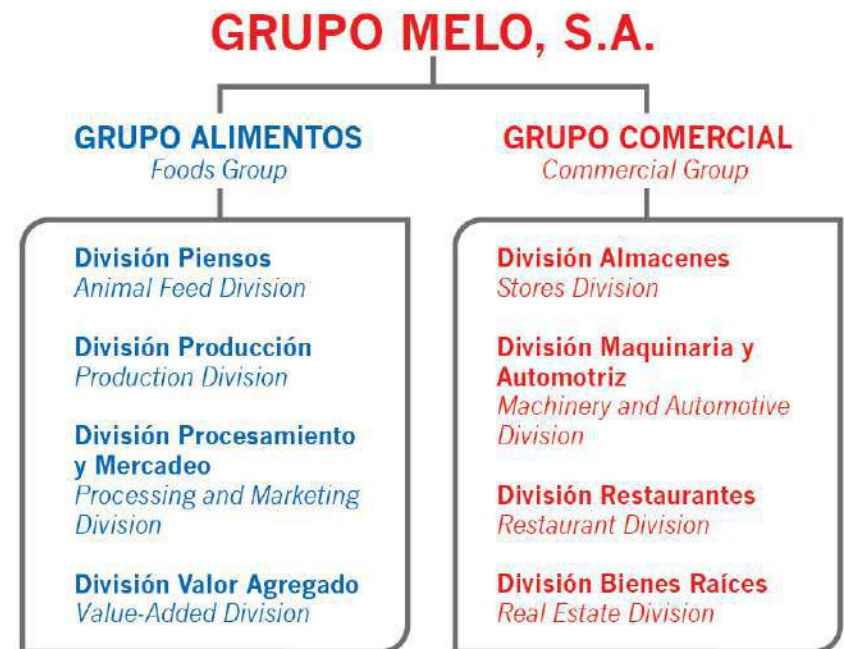 GRUPO MELO, S.A.
GRUPO ALIMENTOS
Foods Group
División Piensos
Animal Feed Division
División Producción
Production Division
División Procesamiento
y Mercadeo
Processing and Marketing
Division
División Valor Agregado
Value-Added Division
GRUPO COMERCIAL
Commercial Group
División Almacenes
Stores Division
División Maquinaria y
Automotriz
Machinery and Automotive
Division
División Restaurantes
Restaurant Division
División Bienes Raíces
Real Estate Division